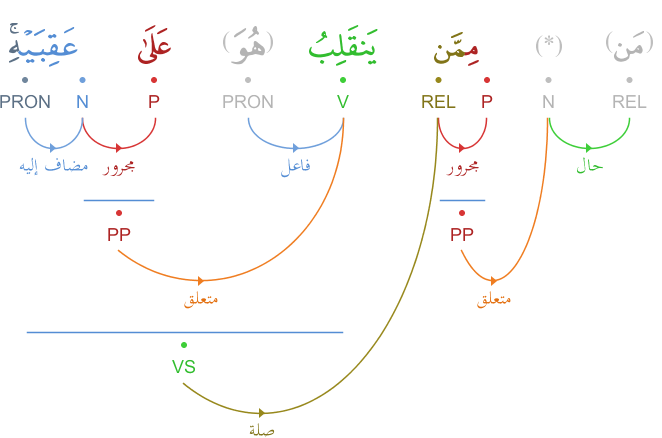 (مَن) (*) مِمَّن يَنقَلِبُ (هُوَ) عَلَىٰ عَقِبَيْهِ ۚ
REL N P REL V PRON P N PRON
حال مجرور فاعل مجرور مضاف إليه
PP PP
متعلق متعلق
VS
صلة